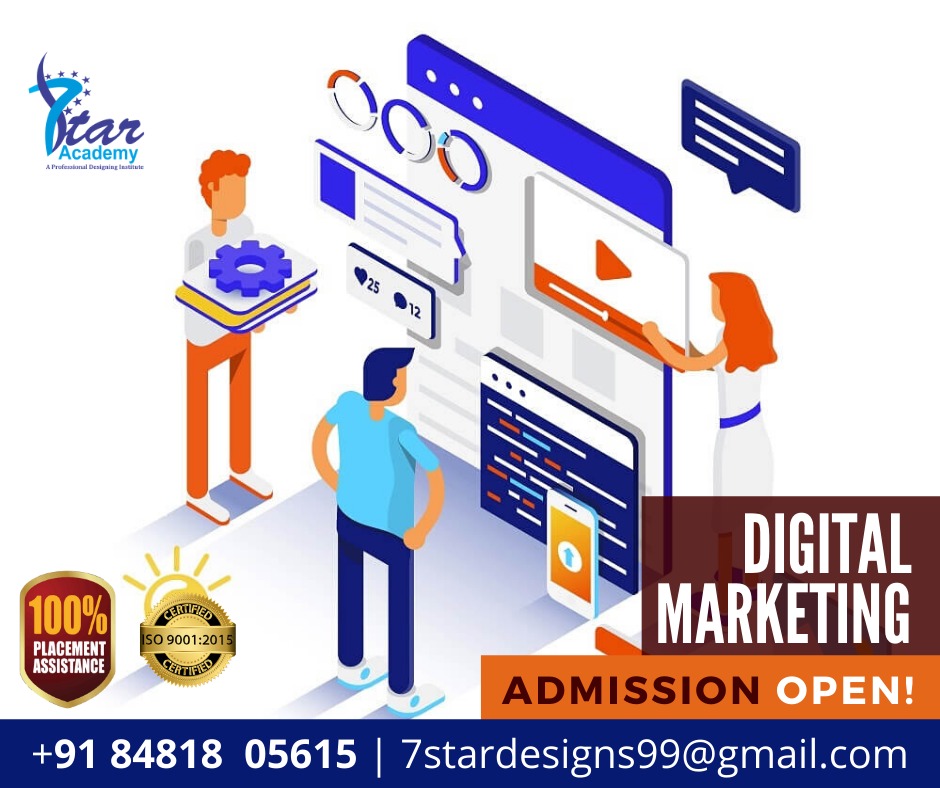 7star
Academy
A Professional Designing Institute
25
12
DIGITAL
MARKETING
ADMISSION OPEN!
100%
PLACEMENT
ASSISTANCE
CERTIFIED
ISO 9001:2015
CERTIFIED
+91 84818 05615 | 7stardesigns99@gmail.com